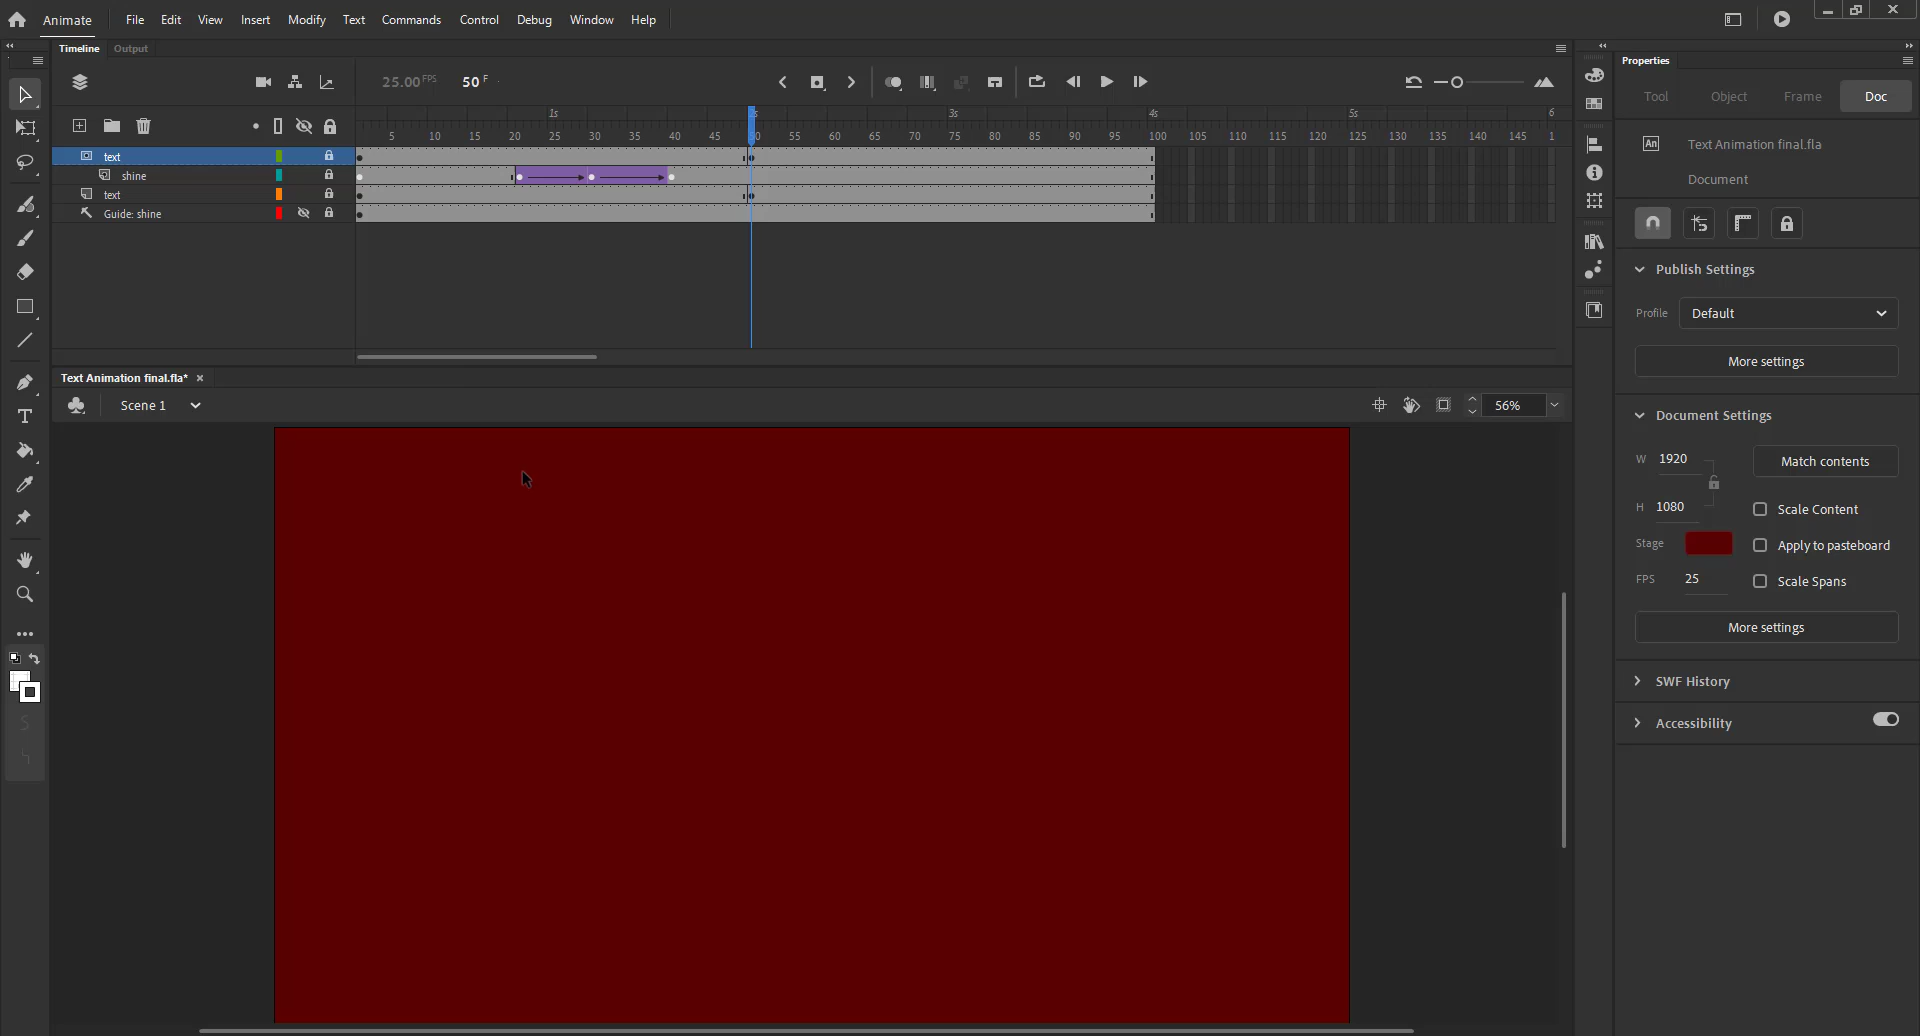 Animate File Edit View Insert Modify Text Commands Control Debug Window Help
Timeline Output
Properties
25.00 FPS 50 F
Tool Object Frame Doc
1s 2s 3s 4s 5s 6
5 10 15 20 25 30 35 40 45 50 55 60 65 70 75 80 85 90 95 100 105 110 115 120 125 130 135 140 145 1
text
shine
text
Guide: shine
An Text Animation final.fla
Document
Publish Settings
Profile Default
More settings
Text Animation final.fla* ×
Scene 1
56%
Document Settings
W 1920 Match contents
H 1080 Scale Content
Stage Apply to pasteboard
FPS 25 Scale Spans
More settings
SWF History
Accessibility